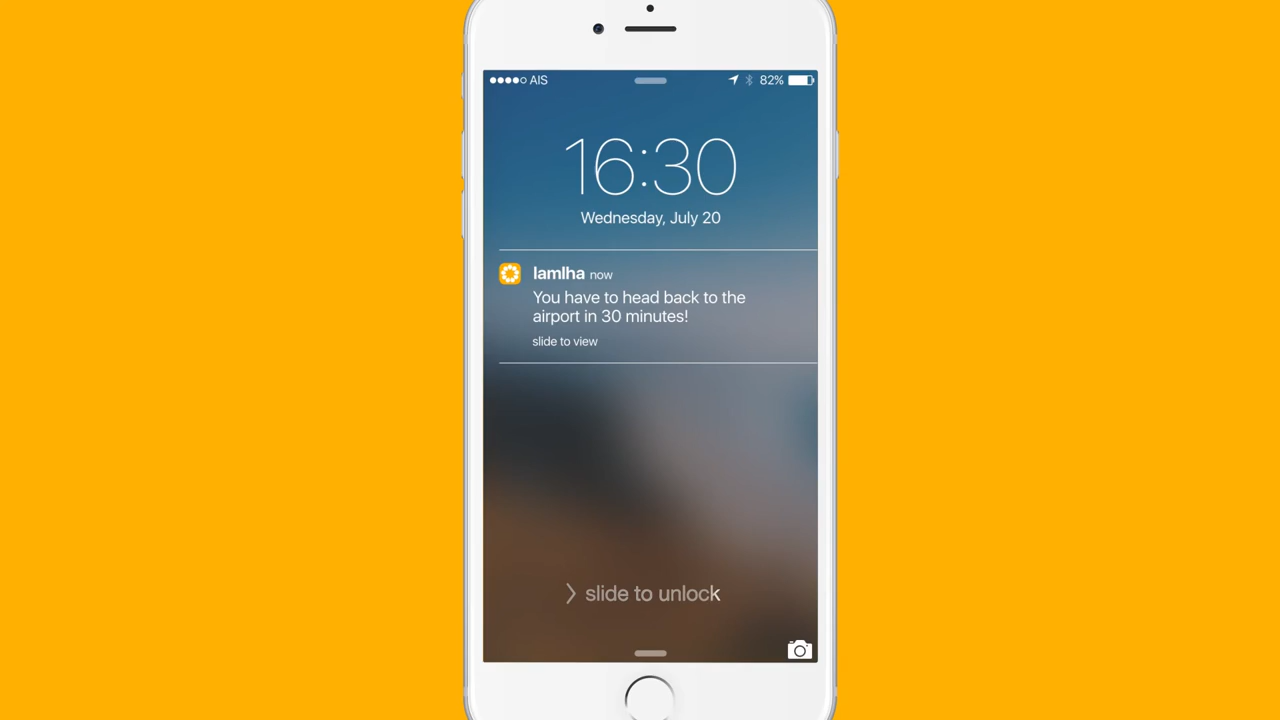 AIS
82%
16:30
Wednesday, July 20
lamlha now
You have to head back to the
airport in 30 minutes!
slide to view
slide to unlock